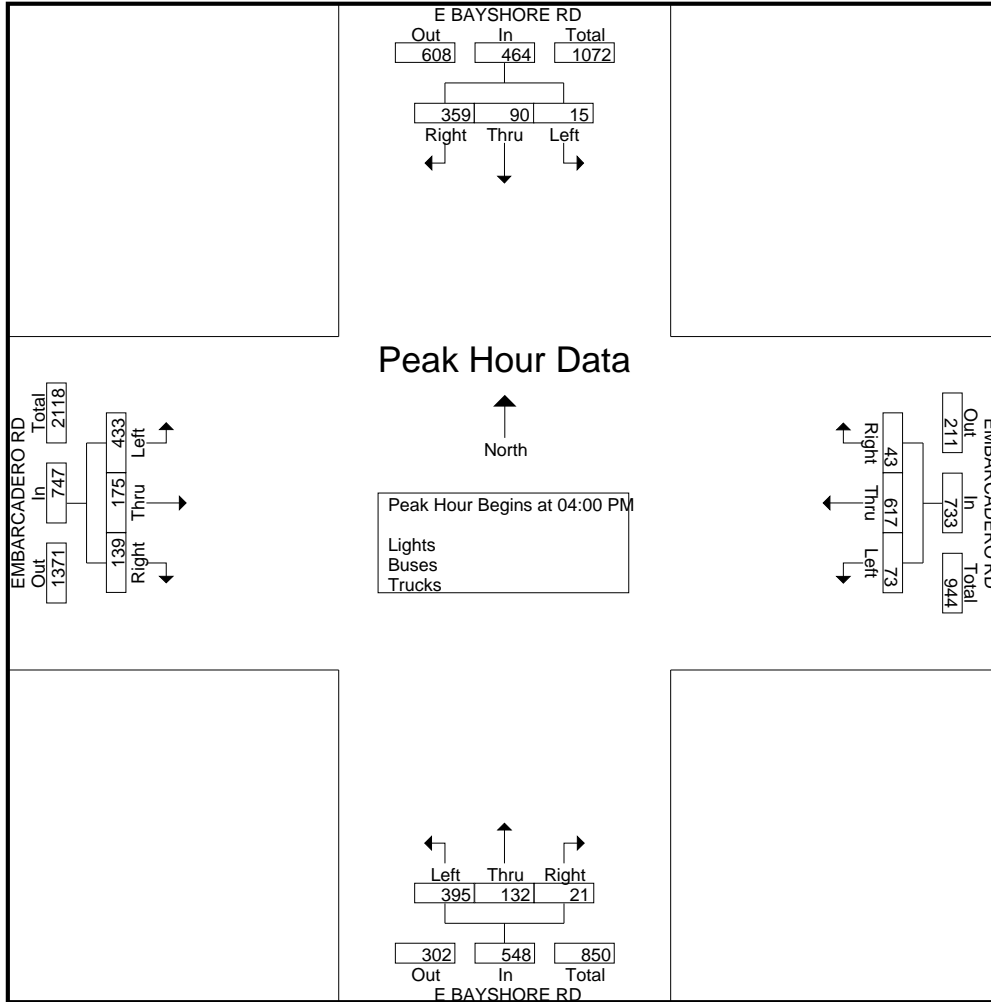 E BAYSHORE RD
Out In Total
608 464 1072
359 90 15
Right Thru Left
Peak Hour Data
North
Peak Hour Begins at 04:00 PM
Lights
Buses
Trucks
EMBARCADERO RD
Out In Total
1371 747 2118
Left Thru Right
433 175 139
EMBARCADERO RD
Out In Total
211 733 944
Right Thru Left
43 617 73
Left Thru Right
395 132 21
302 548 850
Out In Total
E BAYSHORE RD